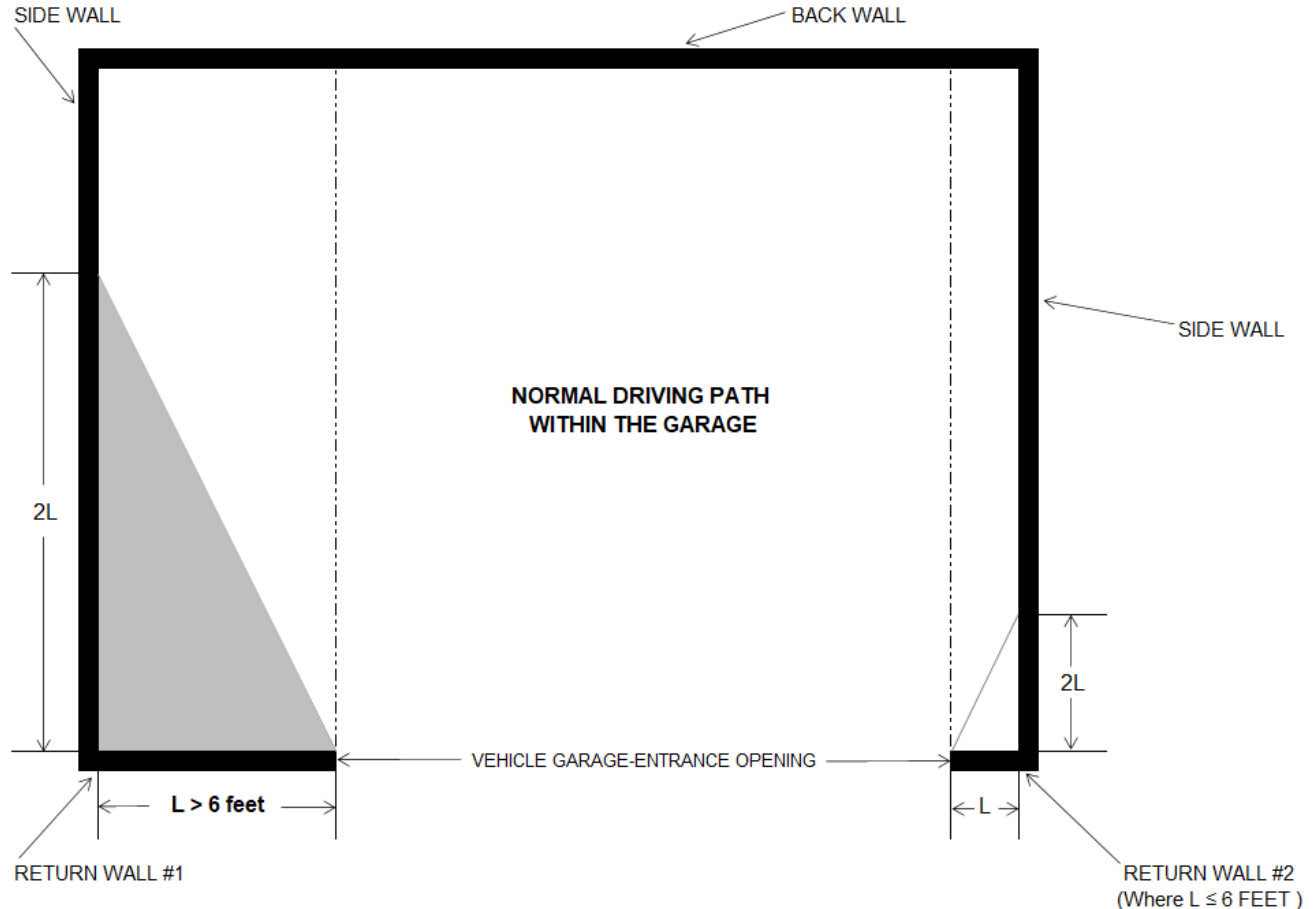 SIDE WALL
BACK WALL
SIDE WALL
NORMAL DRIVING PATH
WITHIN THE GARAGE
2L
2L
VEHICLE GARAGE-ENTRANCE OPENING
L > 6 feet
L
RETURN WALL #1
RETURN WALL #2
(Where L ≤ 6 FEET )